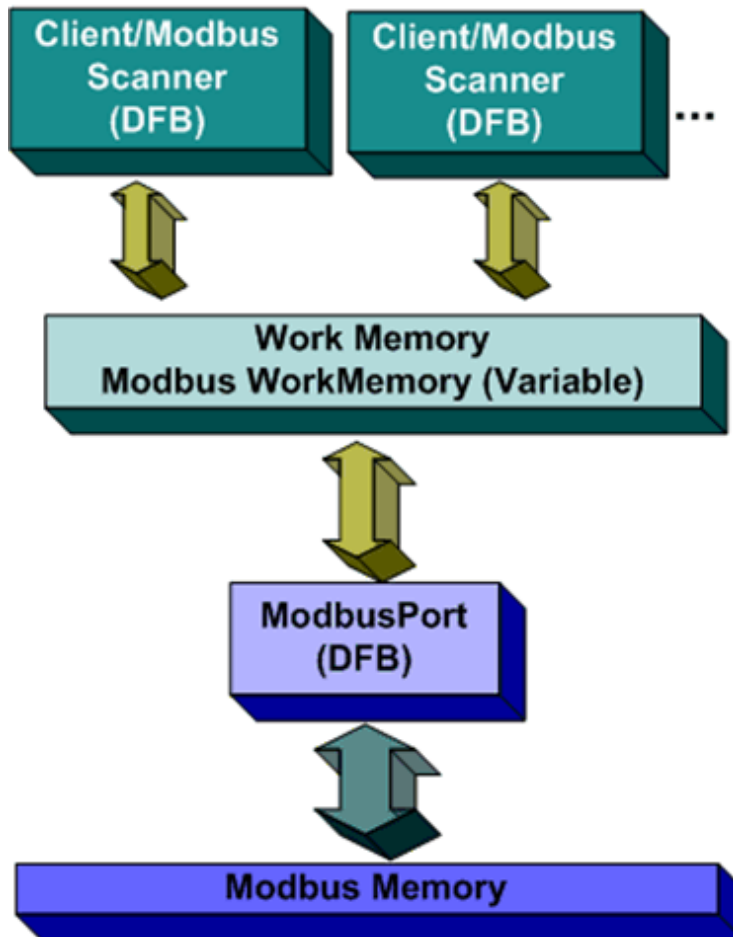 Client/Modbus
Scanner
(DFB)
Client/Modbus
Scanner
(DFB)
...
Work Memory
Modbus WorkMemory (Variable)
ModbusPort
(DFB)
Modbus Memory